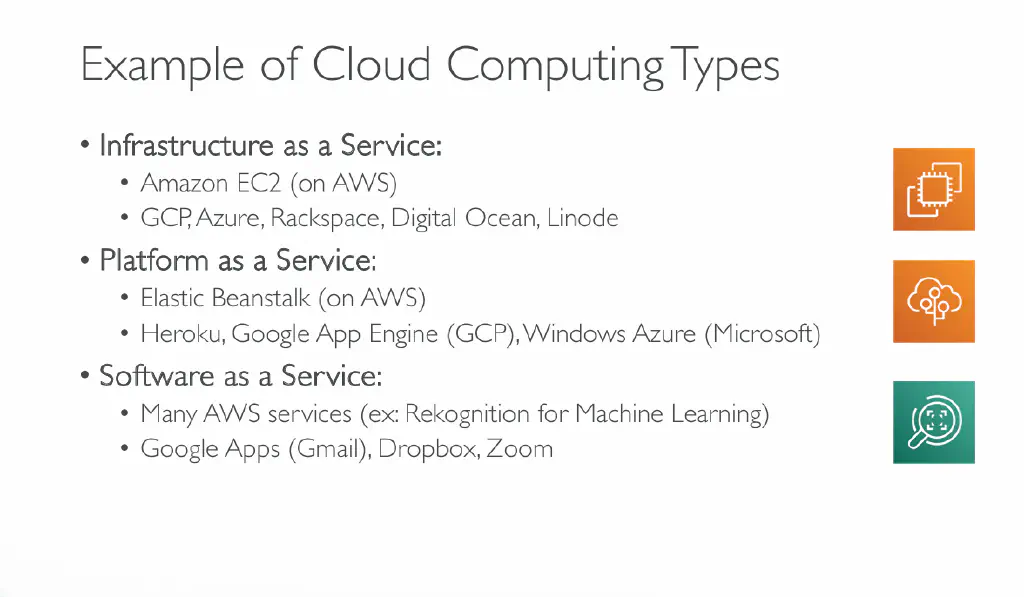 Example of Cloud Computing Types
• Infrastructure as a Service:
• Amazon EC2 (on AWS)
• GCP, Azure, Rackspace, Digital Ocean, Linode
• Platform as a Service:
• Elastic Beanstalk (on AWS)
• Heroku, Google App Engine (GCP), Windows Azure (Microsoft)
• Software as a Service:
• Many AWS services (ex: Rekognition for Machine Learning)
• Google Apps (Gmail), Dropbox, Zoom